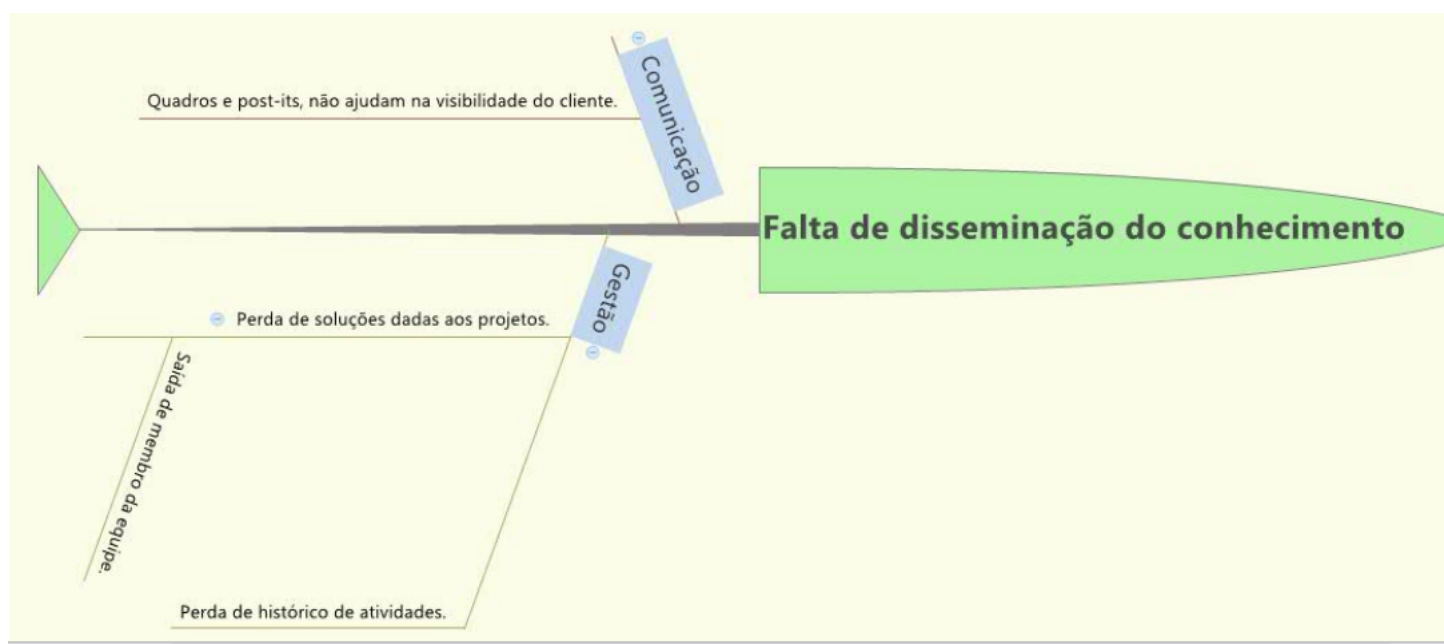 Comunicação
Quadros e post-its, não ajudam na visibilidade do cliente.
Falta de disseminação do conhecimento
Gestão
Perda de soluções dadas aos projetos.
Saída de membro da equipe.
Perda de histórico de atividades.